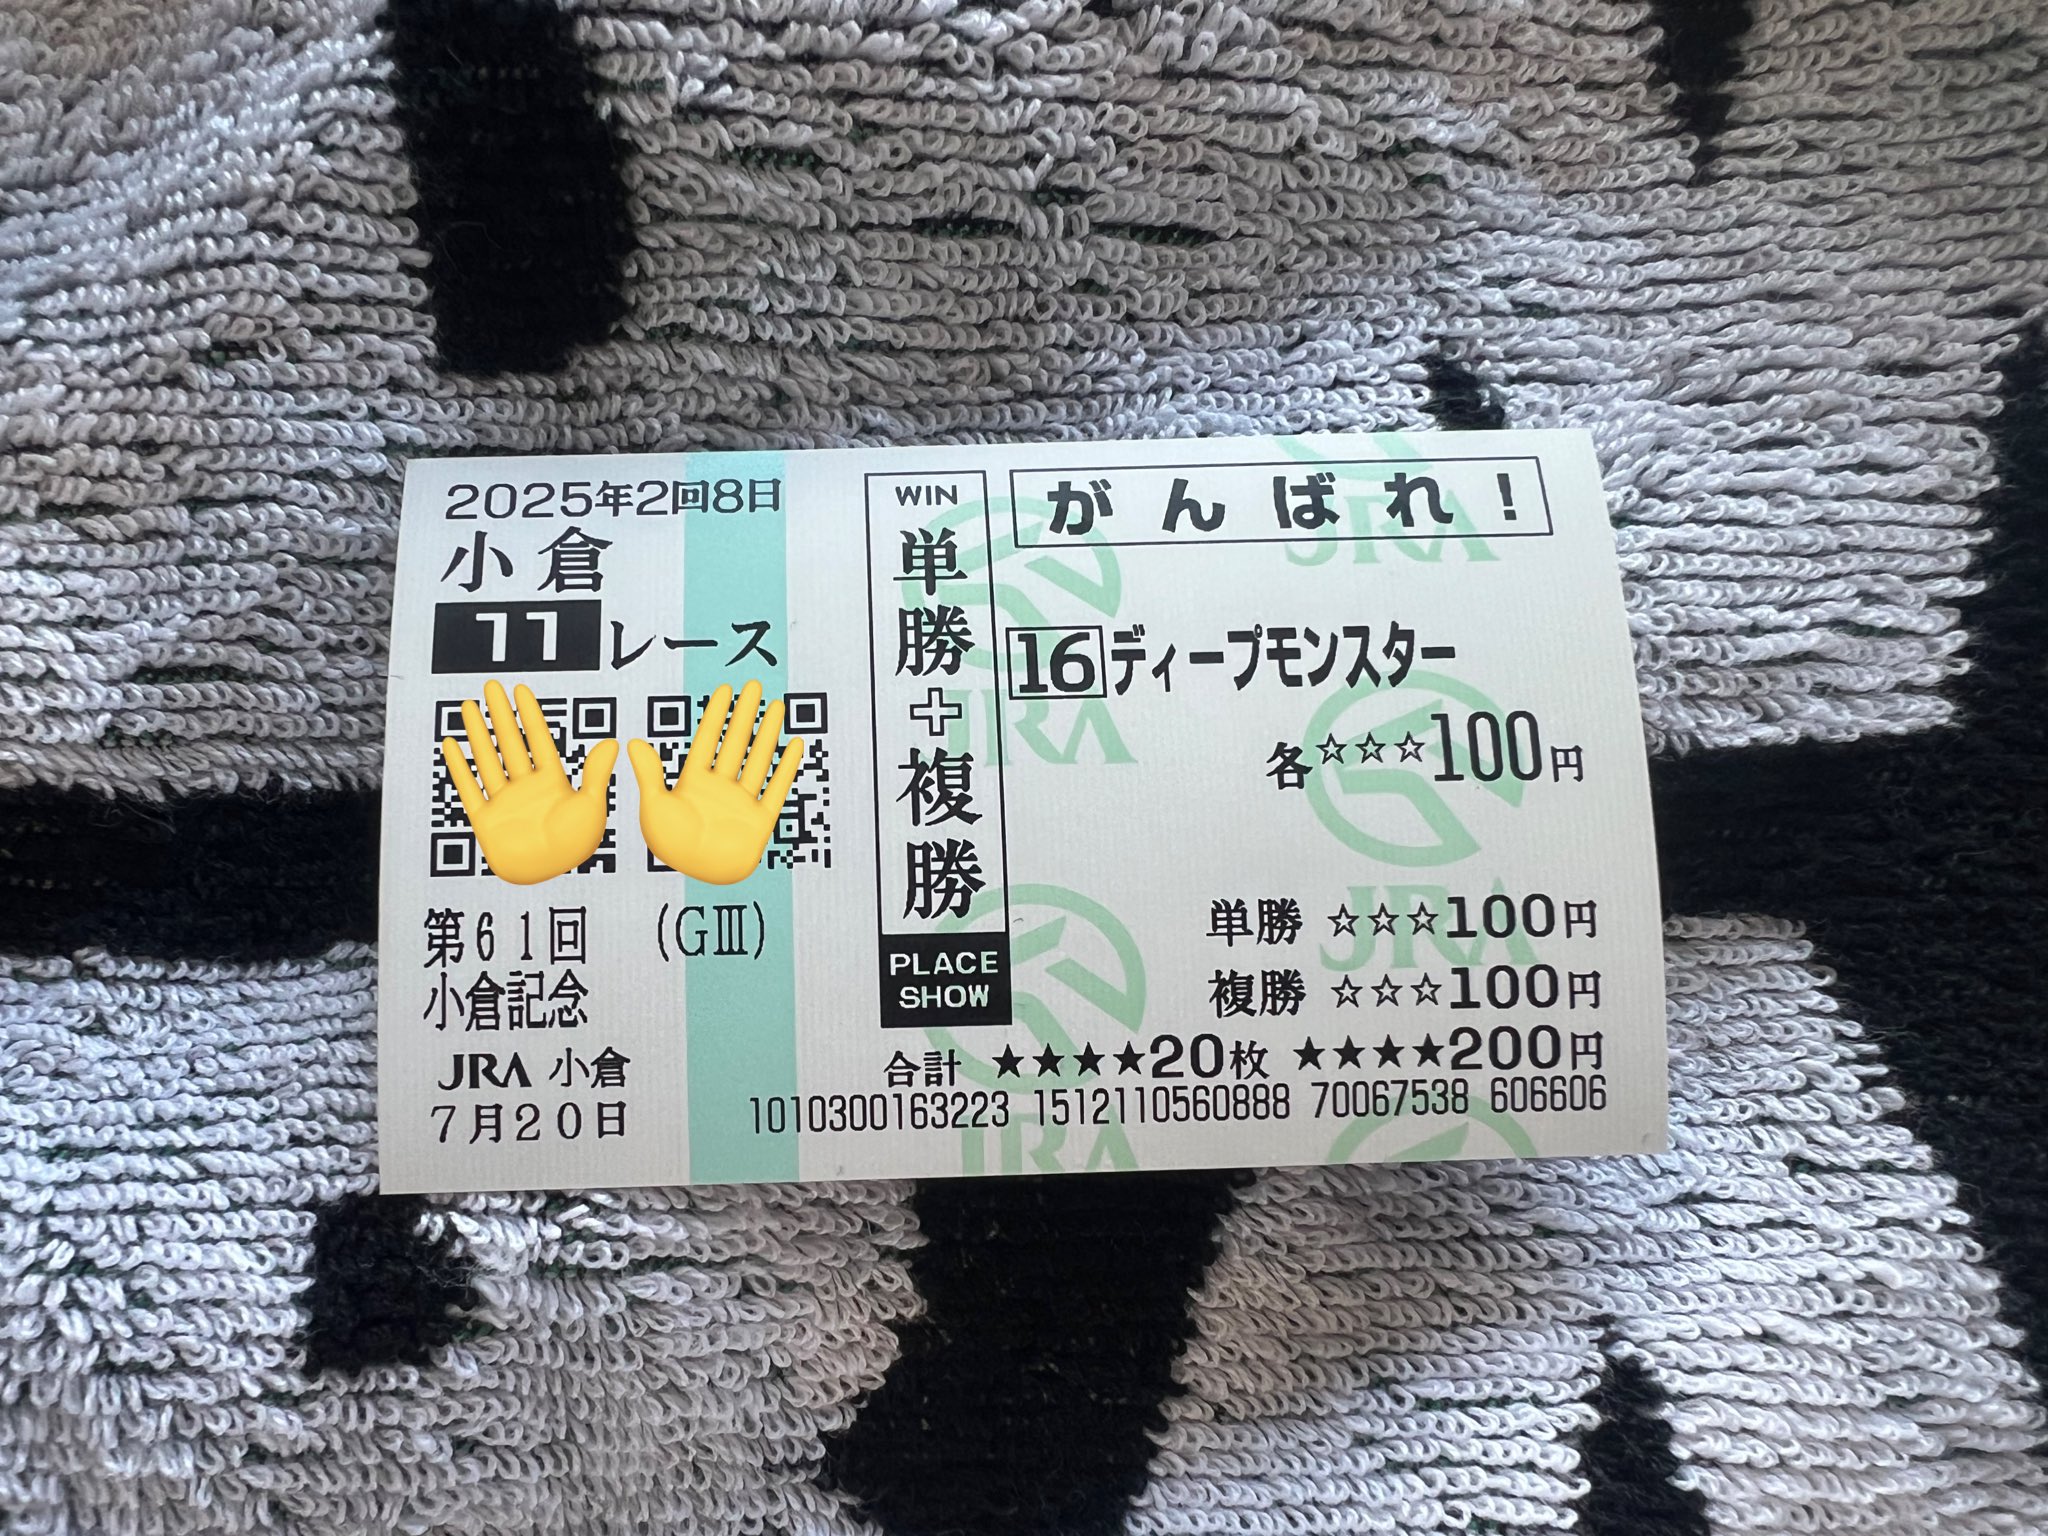 2025年2回8日
小倉
11レース
第61回 (GⅢ)
小倉記念
JRA 小倉
7月20日
WIN
単勝+複勝
PLACE
SHOW
がんばれ!
16 ディープモンスター
各☆☆☆100円
単勝 ☆☆☆100円
複勝 ☆☆☆100円
合計 ★★★★20枚 ★★★★200円
1010300163223 1512110560888 70067538 606606
JRA
JRA
JRA
JRA